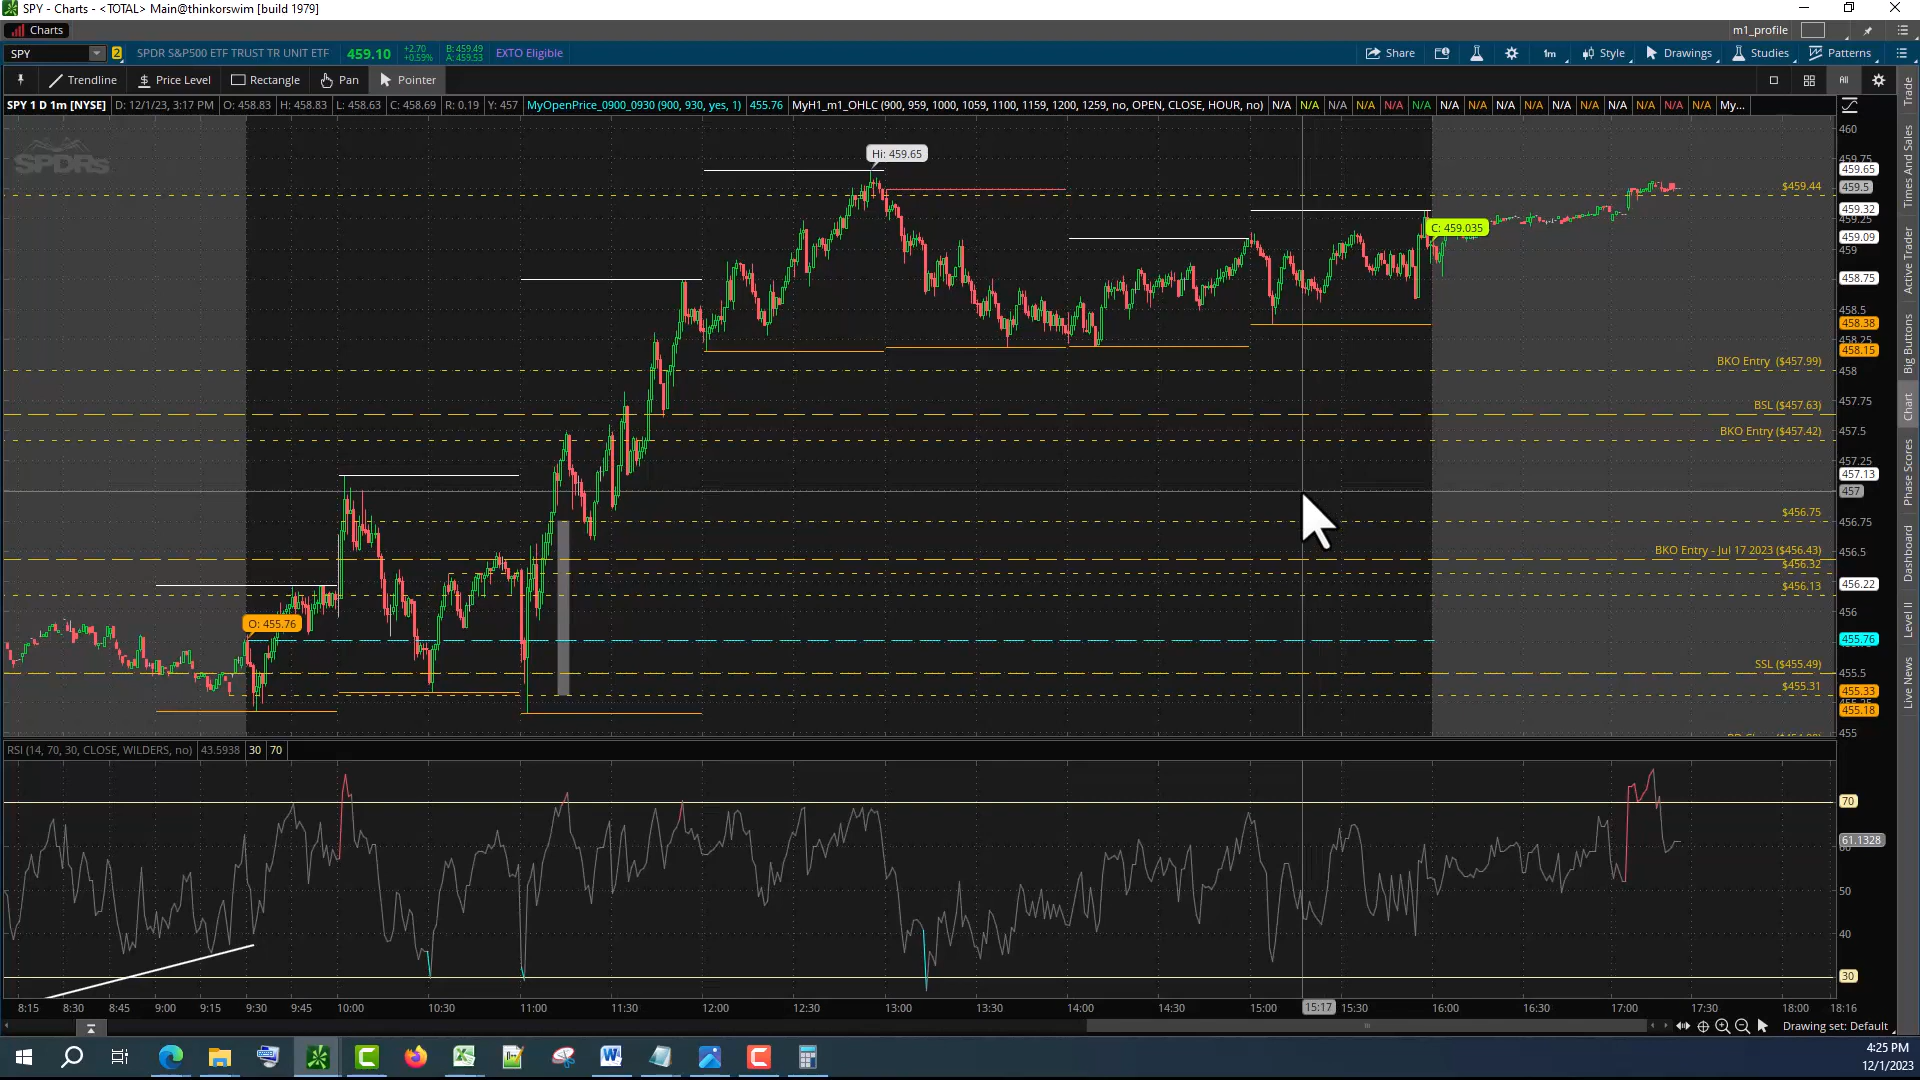 SPY - Charts - <TOTAL> Main@thinkorswim [build 1979]
Charts
m1_profile
SPY
2
SPDR S&P500 ETF TRUST TR UNIT ETF
459.10
+2.70
+0.59%
B: 459.49
A: 459.53
EXTO Eligible
Share
1m
Style
Drawings
Studies
Patterns
Trendline
$ Price Level
Rectangle
Pan
Pointer
SPY 1 D 1m [NYSE]
D: 12/1/23, 3:17 PM
O: 458.83
H: 458.83
L: 458.63
C: 458.69
R: 0.19
Y: 457
MyOpenPrice_0900_0930 (900, 930, yes, 1)
455.76
MyH1_m1_OHLC (900, 959, 1000, 1059, 1100, 1159, 1200, 1259, no, OPEN, CLOSE, HOUR, no)
N/A N/A N/A N/A N/A N/A N/A N/A N/A N/A N/A N/A N/A N/A N/A N/A
My...
SPDRs
Hi: 459.65
C: 459.035
O: 455.76
$459.44
BKO Entry ($457.99)
BSL ($457.63)
BKO Entry ($457.42)
$456.75
BKO Entry - Jul 17 2023 ($456.43)
$456.32
$456.13
SSL ($455.49)
$455.31
460
459.75
459.65
459.5
459.32
459.25
459.09
459
458.75
458.5
458.38
458.25
458.15
458
457.75
457.5
457.25
457.13
457
456.75
456.5
456.22
456
455.76
455.5
455.33
455.18
455
RSI (14, 70, 30, CLOSE, WILDERS, no)
43.5938
30
70
70
61.1328
60
50
40
30
8:15
8:30
8:45
9:00
9:15
9:30
9:45
10:00
10:30
11:00
11:30
12:00
12:30
13:00
13:30
14:00
14:30
15:00
15:17
15:30
16:00
16:30
17:00
17:30
18:00
18:16
Drawing set: Default
Trade
Times And Sales
Active Trader
Big Buttons
Chart
Phase Scores
Dashboard
Level II
Live News
4:25 PM
12/1/2023